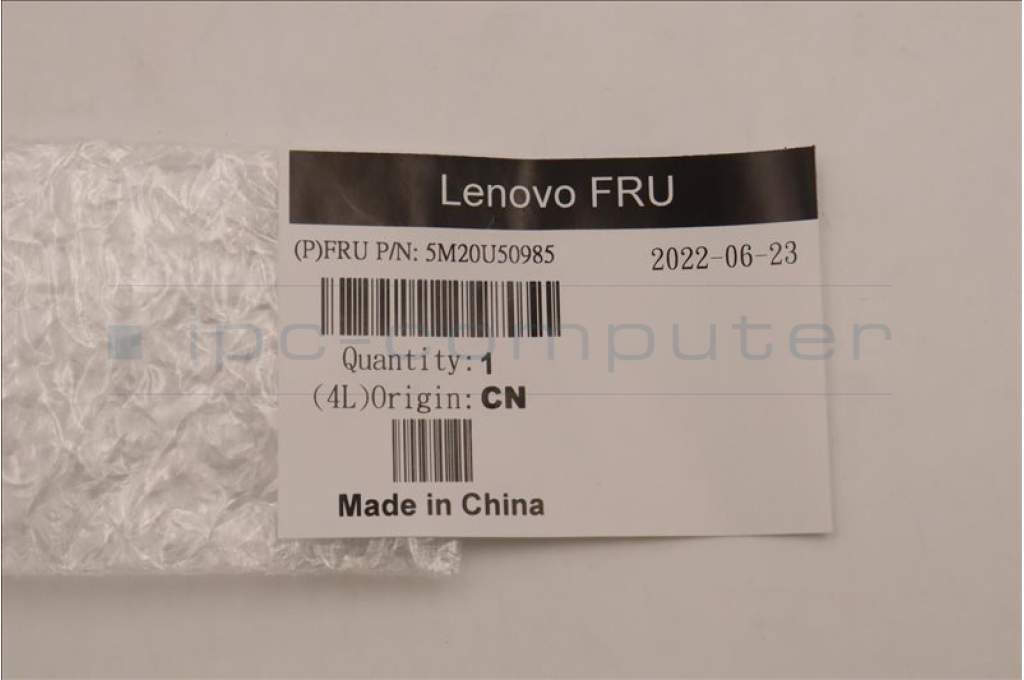 Lenovo FRU
(P)FRU P/N: 5M20U50985 2022-06-23
ipc-computer
Quantity:1
(4L)Origin: CN
Made in China